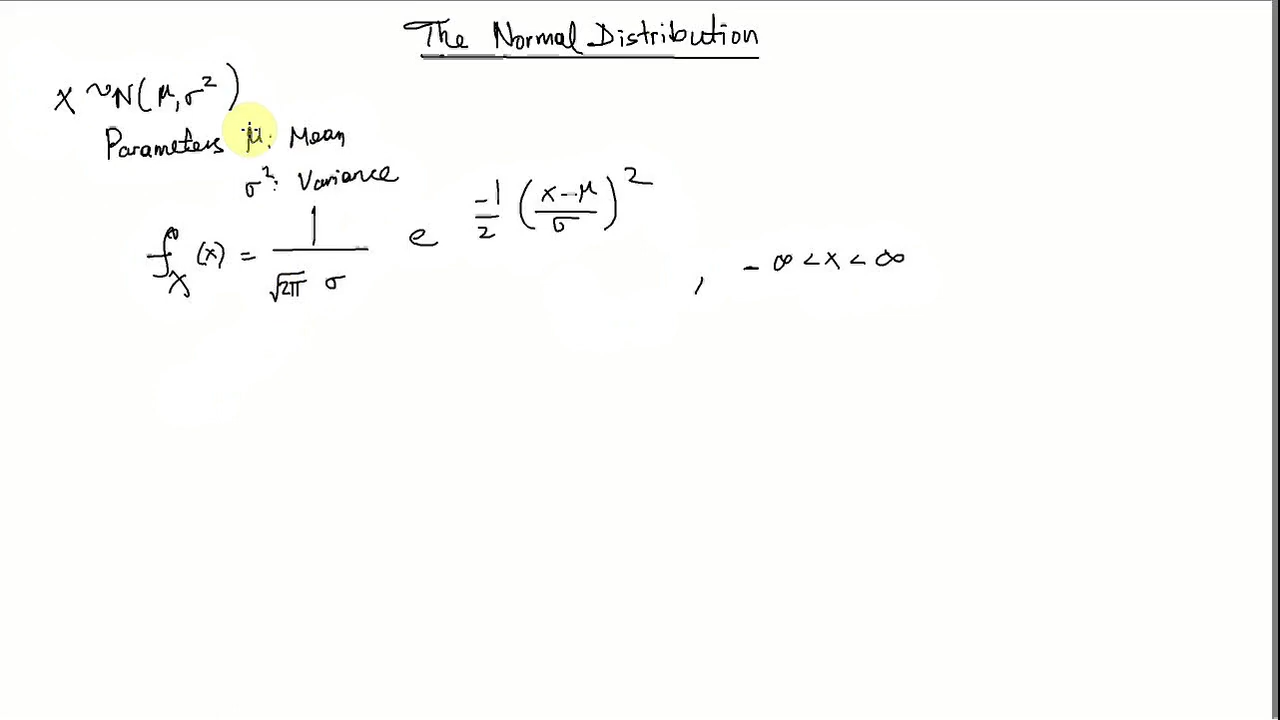 The Normal Distribution
X ~ N(μ, σ²)
Parameters μ: Mean
σ²: Variance
f_X (x) = 1/(√2π σ) e^(-1/2 ((x-μ)/σ)²) , -∞ < x < ∞